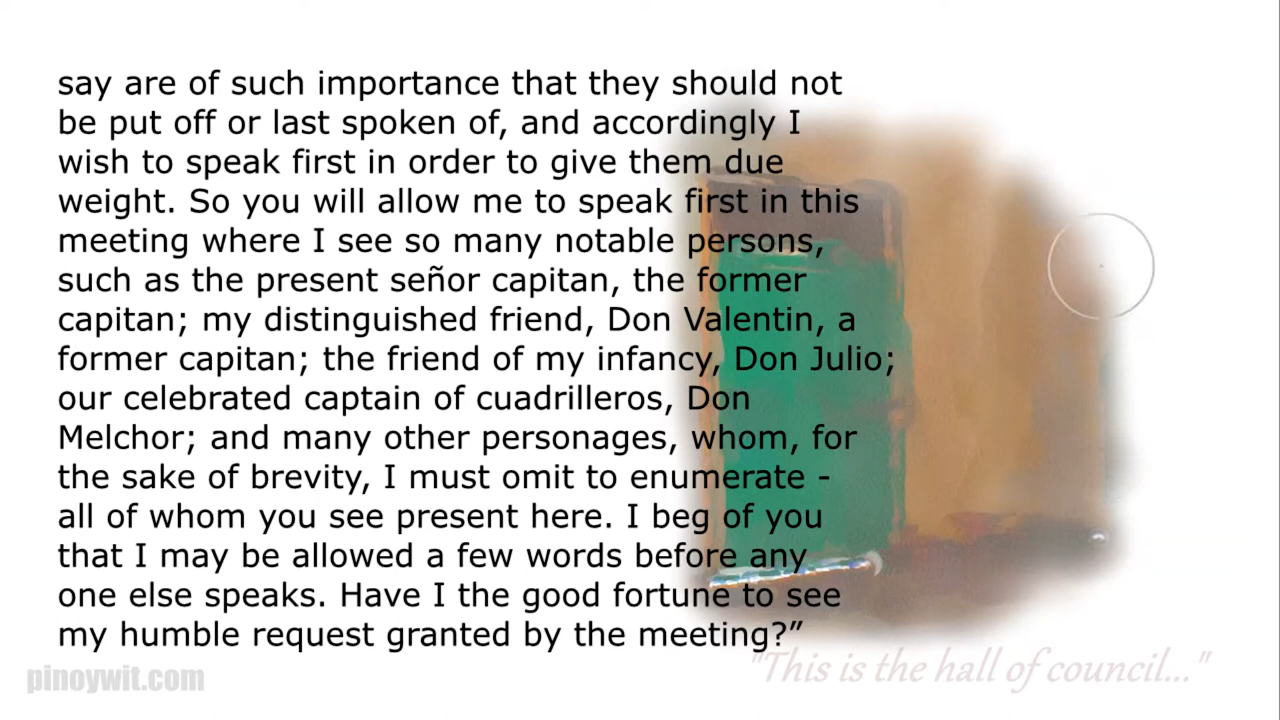 say are of such importance that they should not
be put off or last spoken of, and accordingly I
wish to speak first in order to give them due
weight. So you will allow me to speak first in this
meeting where I see so many notable persons,
such as the present señor capitan, the former
capitan; my distinguished friend, Don Valentin, a
former capitan; the friend of my infancy, Don Julio;
our celebrated captain of cuadrilleros, Don
Melchor; and many other personages, whom, for
the sake of brevity, I must omit to enumerate -
all of whom you see present here. I beg of you
that I may be allowed a few words before any
one else speaks. Have I the good fortune to see
my humble request granted by the meeting?”
"This is the hall of council..."
pinoywit.com